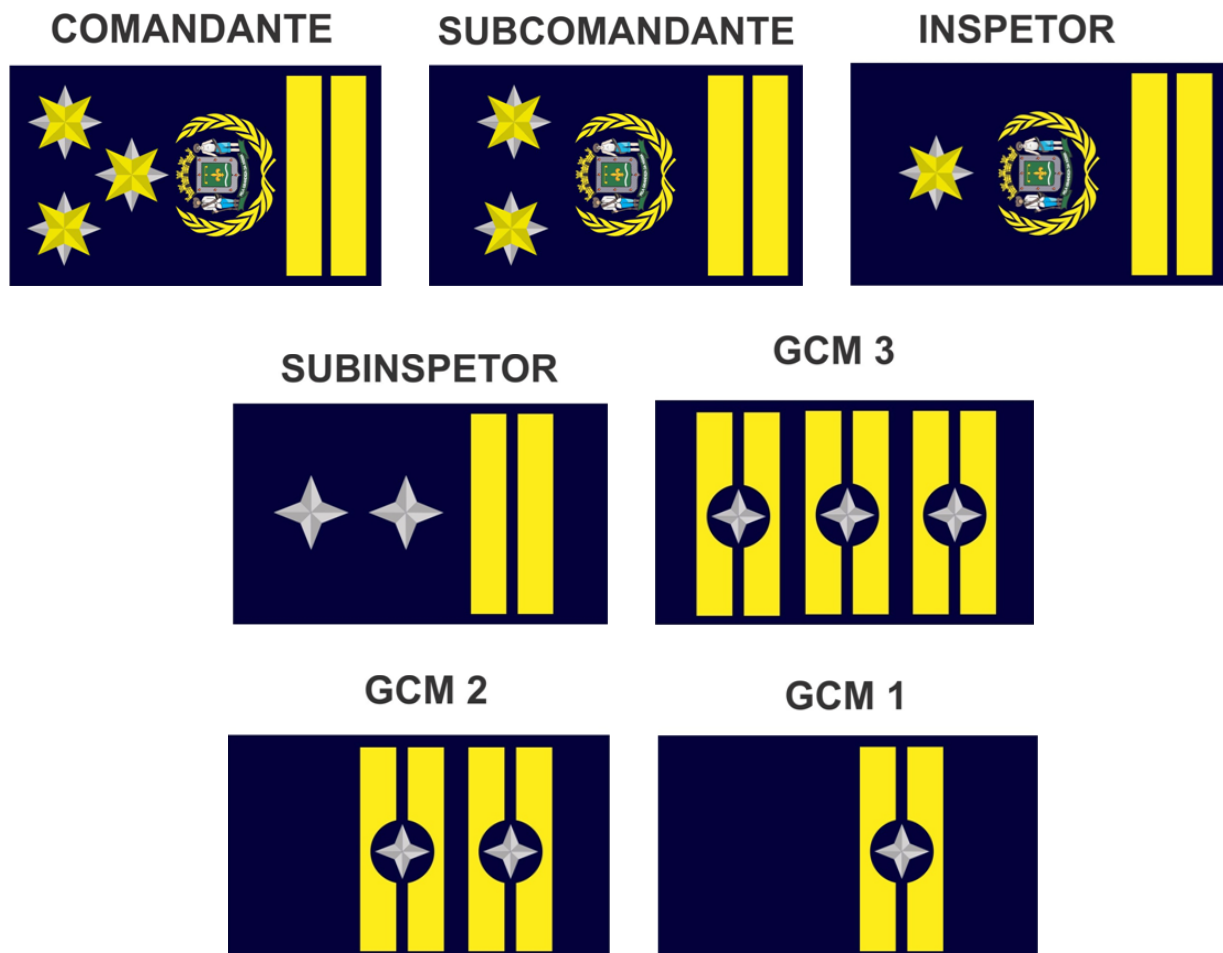 COMANDANTE
SUBCOMANDANTE
INSPETOR
SUBINSPETOR
GCM 3
GCM 2
GCM 1